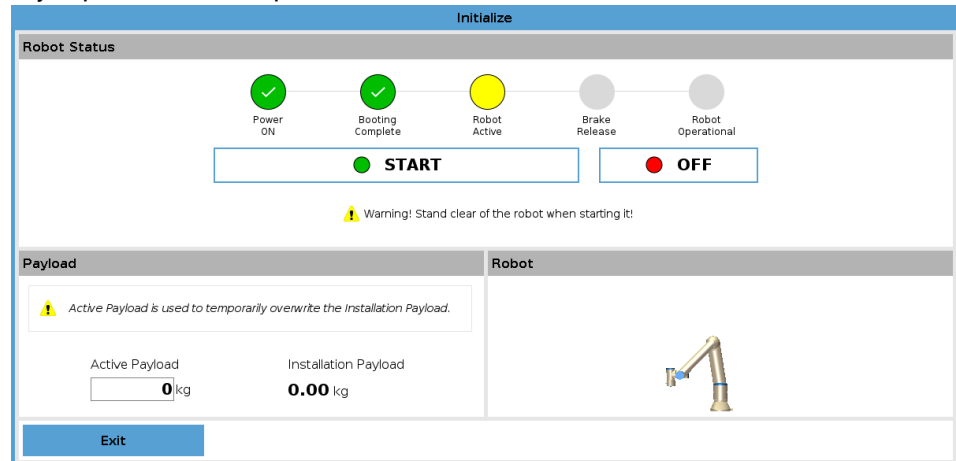 Initialize
Robot Status
Power
ON
Booting
Complete
Robot
Active
Brake
Release
Robot
Operational
START
OFF
Warning! Stand clear of the robot when starting it!
Payload
Robot
Active Payload is used to temporarily overwrite the Installation Payload.
Active Payload
Installation Payload
0 kg
0.00 kg
Exit